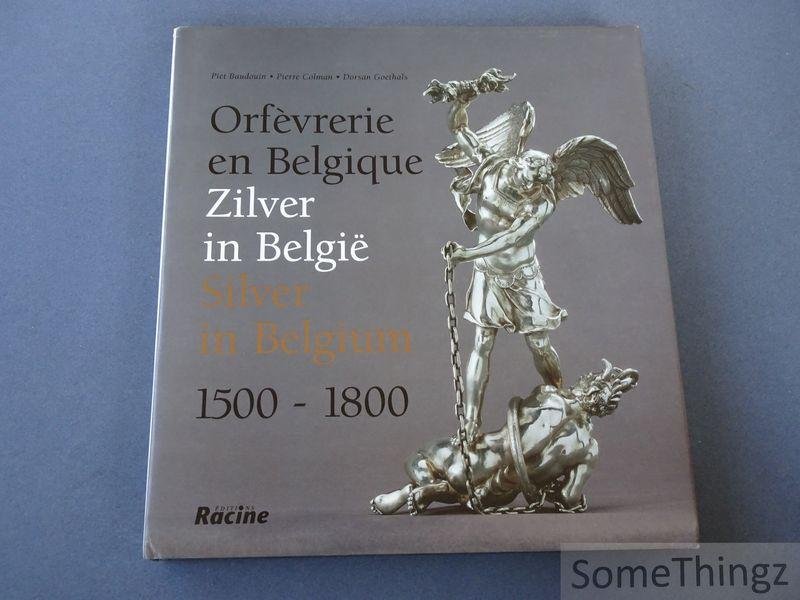 Piet Baudouin • Pierre Colman • Dorsan Goethals
Orfèvrerie
en Belgique
Zilver
in België
Silver
in Belgium
1500 - 1800
ÉDITIONS
Racine
SomeThingz